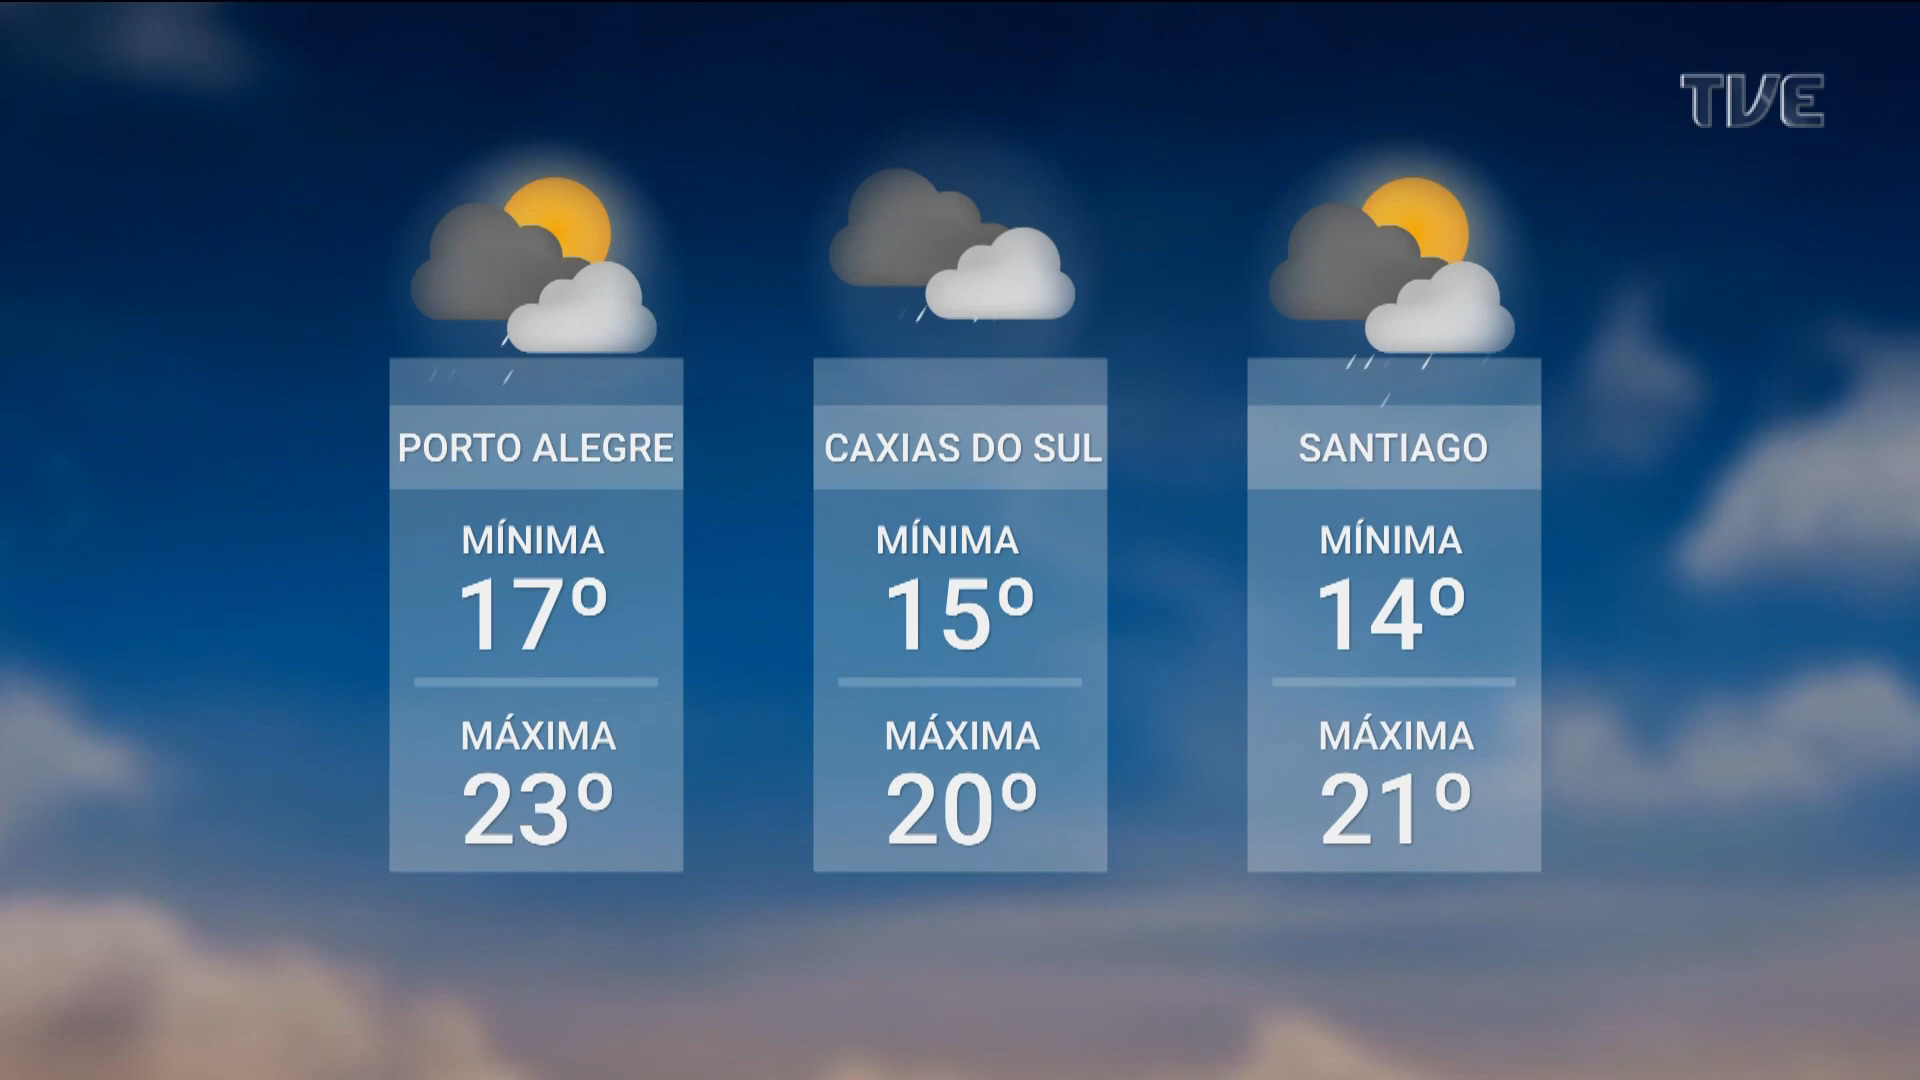 TVE
PORTO ALEGRE
MÍNIMA
17º
MÁXIMA
23º
CAXIAS DO SUL
MÍNIMA
15º
MÁXIMA
20º
SANTIAGO
MÍNIMA
14º
MÁXIMA
21º